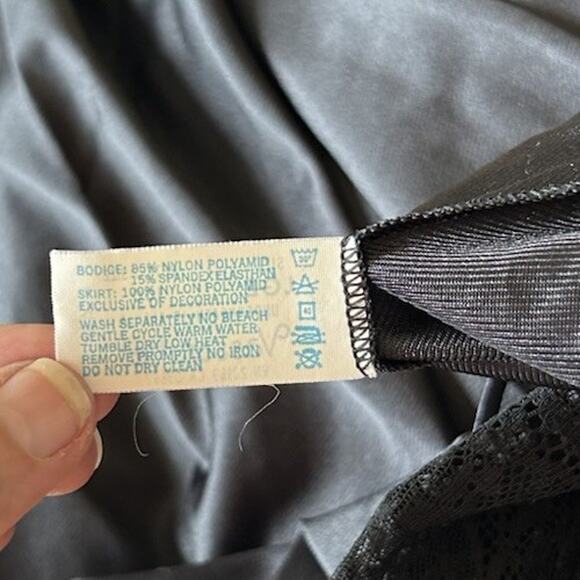 BODICE: 85% NYLON POLYAMID
15% SPANDEX ELASTHAN
SKIRT: 100% NYLON POLYAMID
EXCLUSIVE OF DECORATION
WASH SEPARATELY NO BLEACH
GENTLE CYCLE WARM WATER
TUMBLE DRY LOW HEAT
REMOVE PROMPTLY NO IRON
DO NOT DRY CLEAN